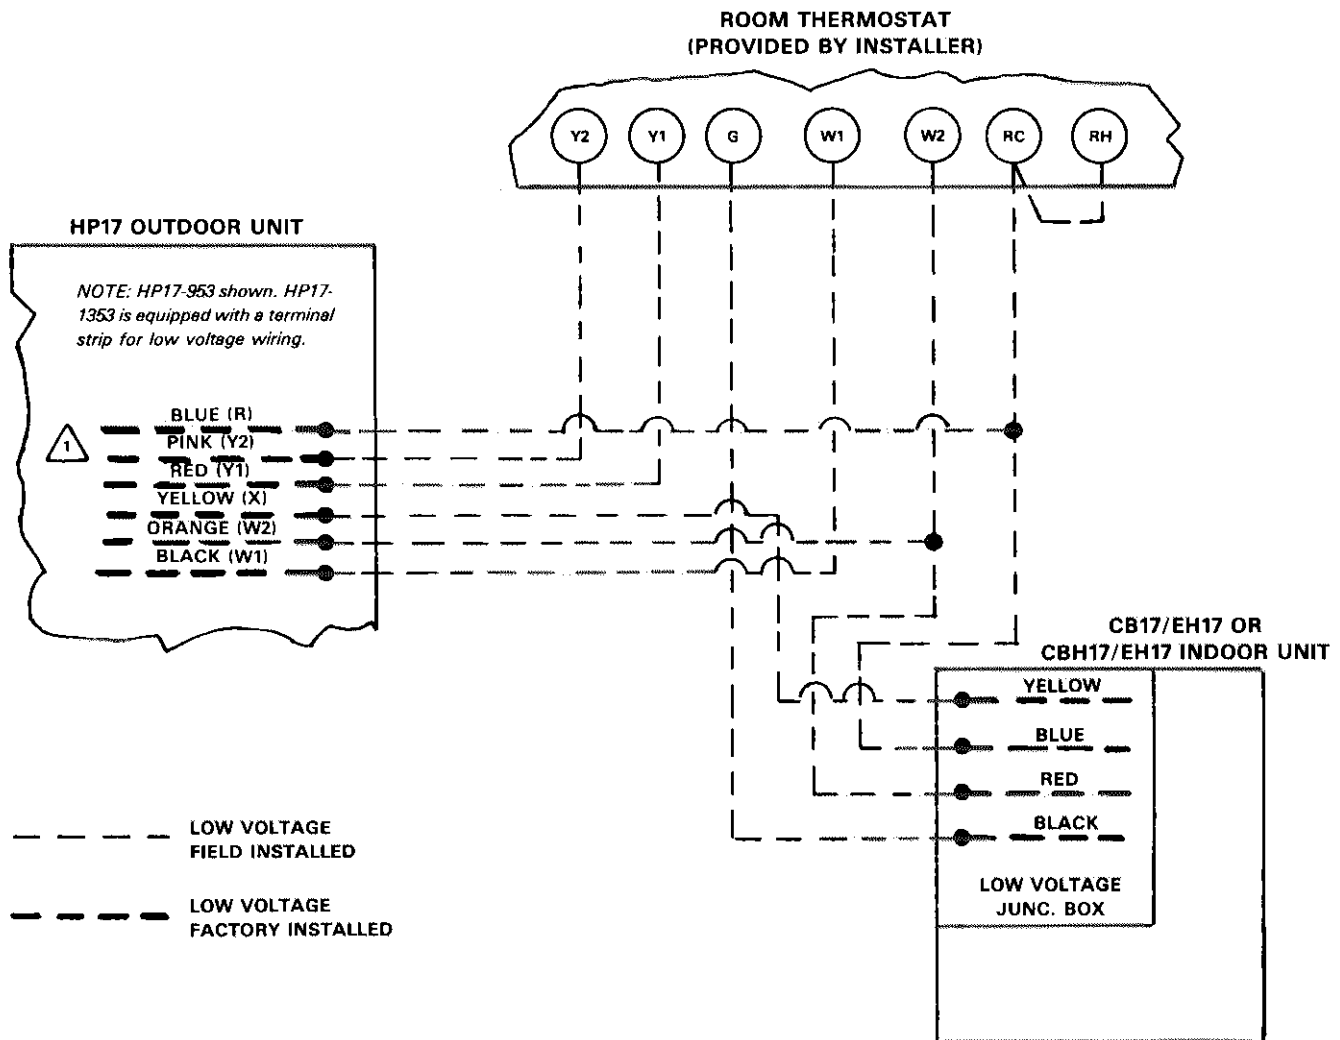 ROOM THERMOSTAT
(PROVIDED BY INSTALLER)
Y2 Y1 G W1 W2 RC RH
HP17 OUTDOOR UNIT
NOTE: HP17-953 shown. HP17-
1353 is equipped with a terminal
strip for low voltage wiring.
1
BLUE (R)
PINK (Y2)
RED (Y1)
YELLOW (X)
ORANGE (W2)
BLACK (W1)
CB17/EH17 OR
CBH17/EH17 INDOOR UNIT
YELLOW
BLUE
RED
BLACK
LOW VOLTAGE
JUNC. BOX
LOW VOLTAGE
FIELD INSTALLED
LOW VOLTAGE
FACTORY INSTALLED